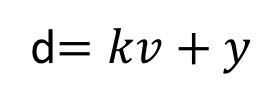 d= kv + y